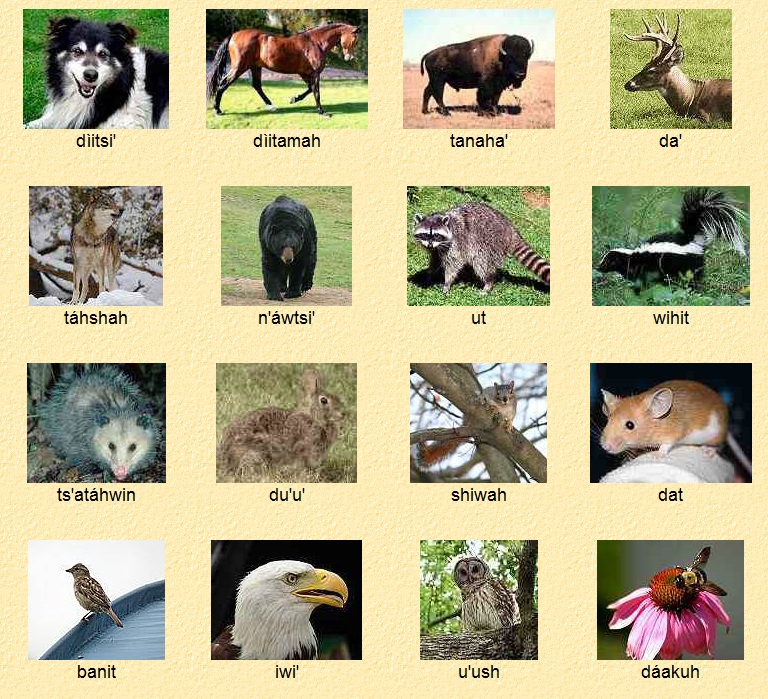 dìitsi'
dìitamah
tanaha'
da'
táhshah
n'áwtsi'
ut
wihit
ts'atáhwin
du'u'
shiwah
dat
banit
iwi'
u'ush
dáakuh